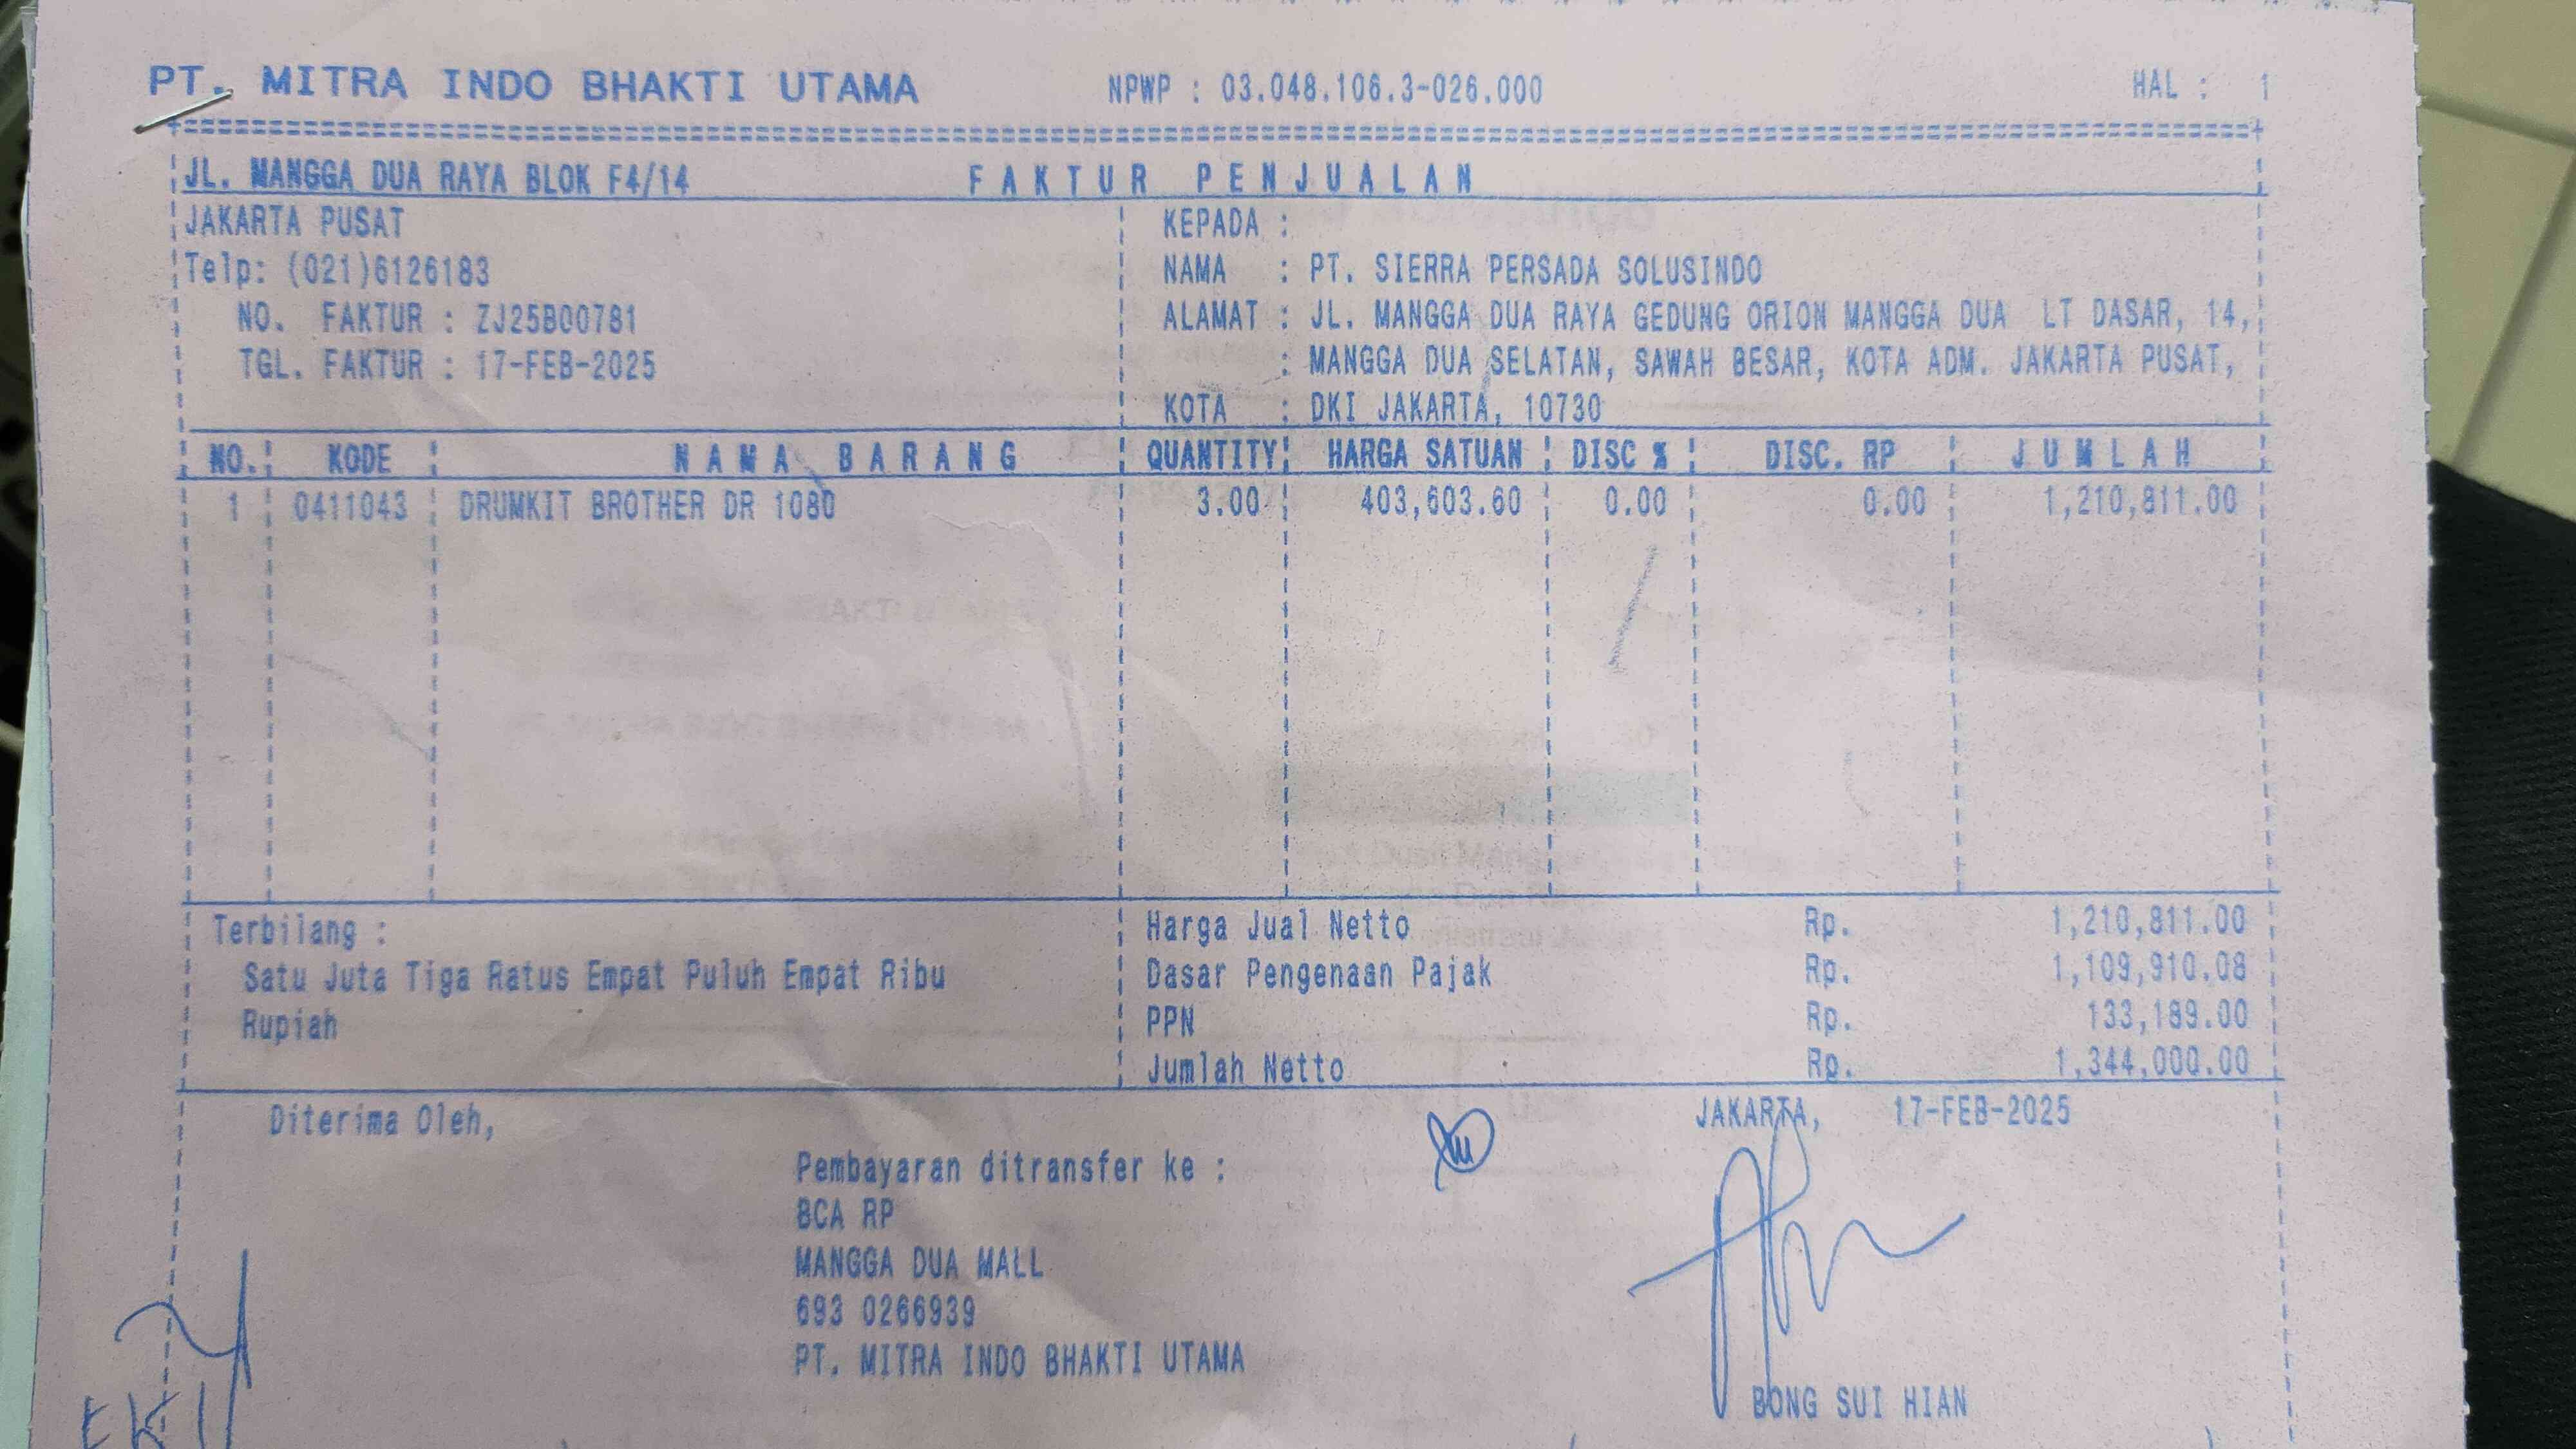 PT. MITRA INDO BHAKTI UTAMA NPWP : 03.048.106.3-026.000 HAL : 1
JL. MANGGA DUA RAYA BLOK F4/14 FAKTUR PENJUALAN
JAKARTA PUSAT KEPADA :
Telp: (021)6126183 NAMA : PT. SIERRA PERSADA SOLUSINDO
NO. FAKTUR : ZJ25B00781 ALAMAT : JL. MANGGA DUA RAYA GEDUNG ORION MANGGA DUA LT DASAR, 14,
TGL. FAKTUR : 17-FEB-2025 : MANGGA DUA SELATAN, SAWAH BESAR, KOTA ADM. JAKARTA PUSAT,
KOTA : DKI JAKARTA, 10730
NO. KODE NAMA BARANG QUANTITY HARGA SATUAN DISC % DISC. RP JUMLAH
1 0411043 DRUMKIT BROTHER DR 1080 3.00 403,603.60 0.00 0.00 1,210,811.00
Terbilang : Harga Jual Netto Rp. 1,210,811.00
Satu Juta Tiga Ratus Empat Puluh Empat Ribu Dasar Pengenaan Pajak Rp. 1,109,910.08
Rupiah PPN Rp. 133,189.00
Jumlah Netto Rp. 1,344,000.00
Diterima Oleh, JAKARTA, 17-FEB-2025
Pembayaran ditransfer ke :
BCA RP
MANGGA DUA MALL
693 0266939
PT. MITRA INDO BHAKTI UTAMA
BONG SUI HIAN